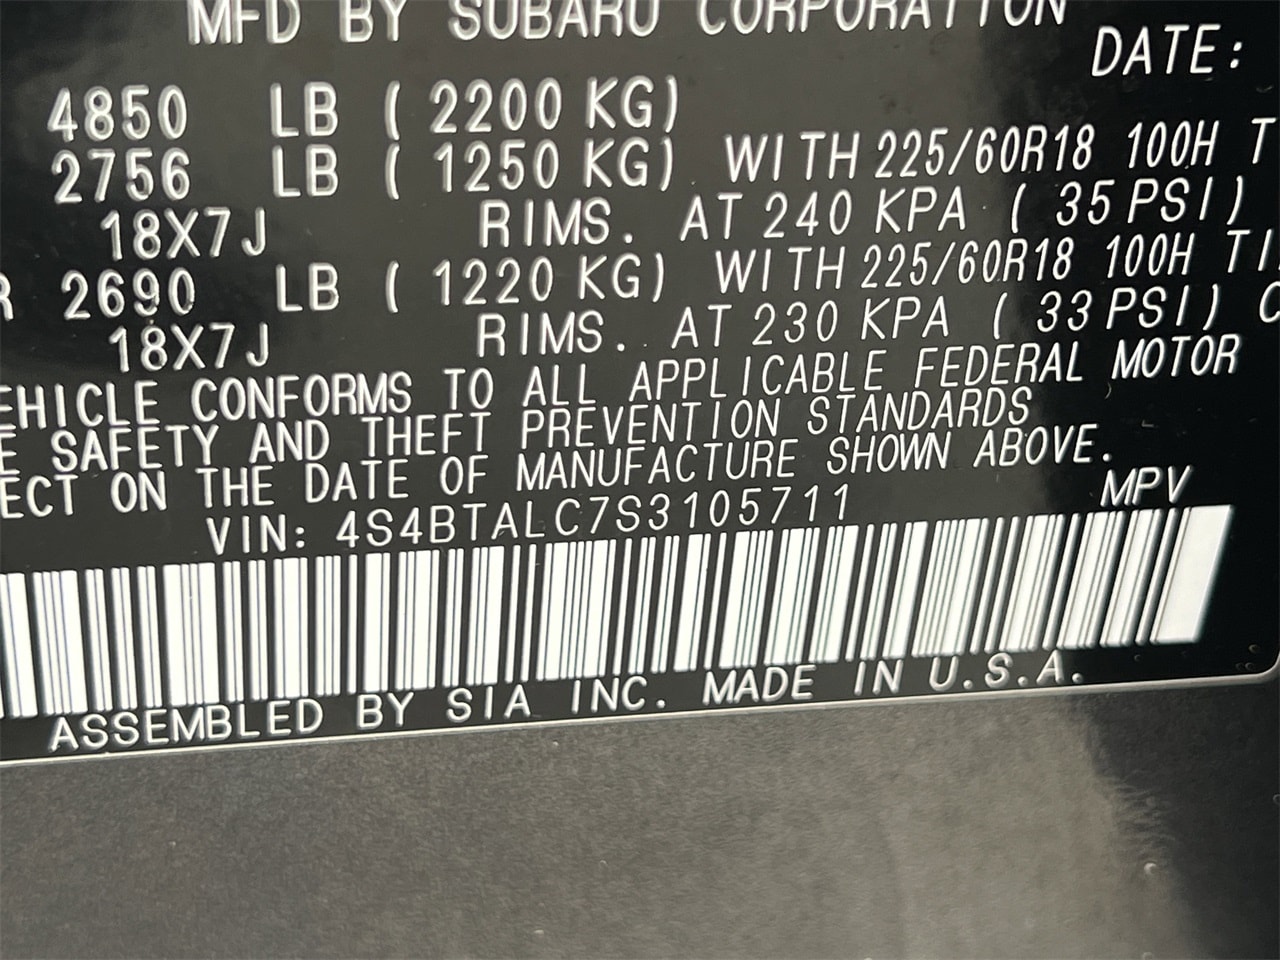 MFD BY SUBARU CORPORATION
DATE:
4850 LB ( 2200 KG)
2756 LB ( 1250 KG) WITH 225/60R18 100H
18X7J RIMS. AT 240 KPA ( 35 PSI)
2690 LB ( 1220 KG) WITH 225/60R18 100H
18X7J RIMS. AT 230 KPA ( 33 PSI)
EHICLE CONFORMS TO ALL APPLICABLE FEDERAL MOTOR
E SAFETY AND THEFT PREVENTION STANDARDS
ECT ON THE DATE OF MANUFACTURE SHOWN ABOVE.
VIN: 4S4BTALC7S3105711 MPV
ASSEMBLED BY SIA INC. MADE IN U.S.A.